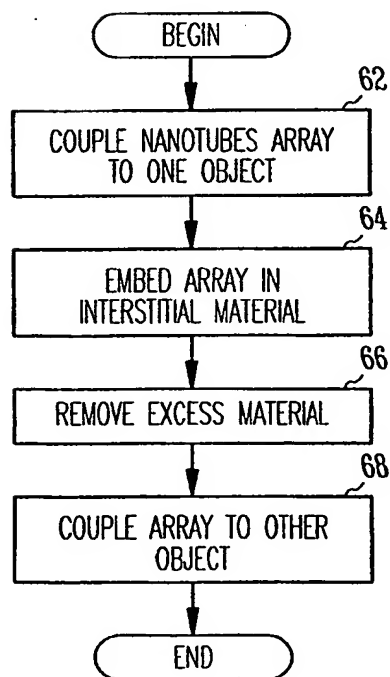 BEGIN
62
COUPLE NANOTUBES ARRAY
TO ONE OBJECT
64
EMBED ARRAY IN
INTERSTITIAL MATERIAL
66
REMOVE EXCESS MATERIAL
68
COUPLE ARRAY TO OTHER
OBJECT
END